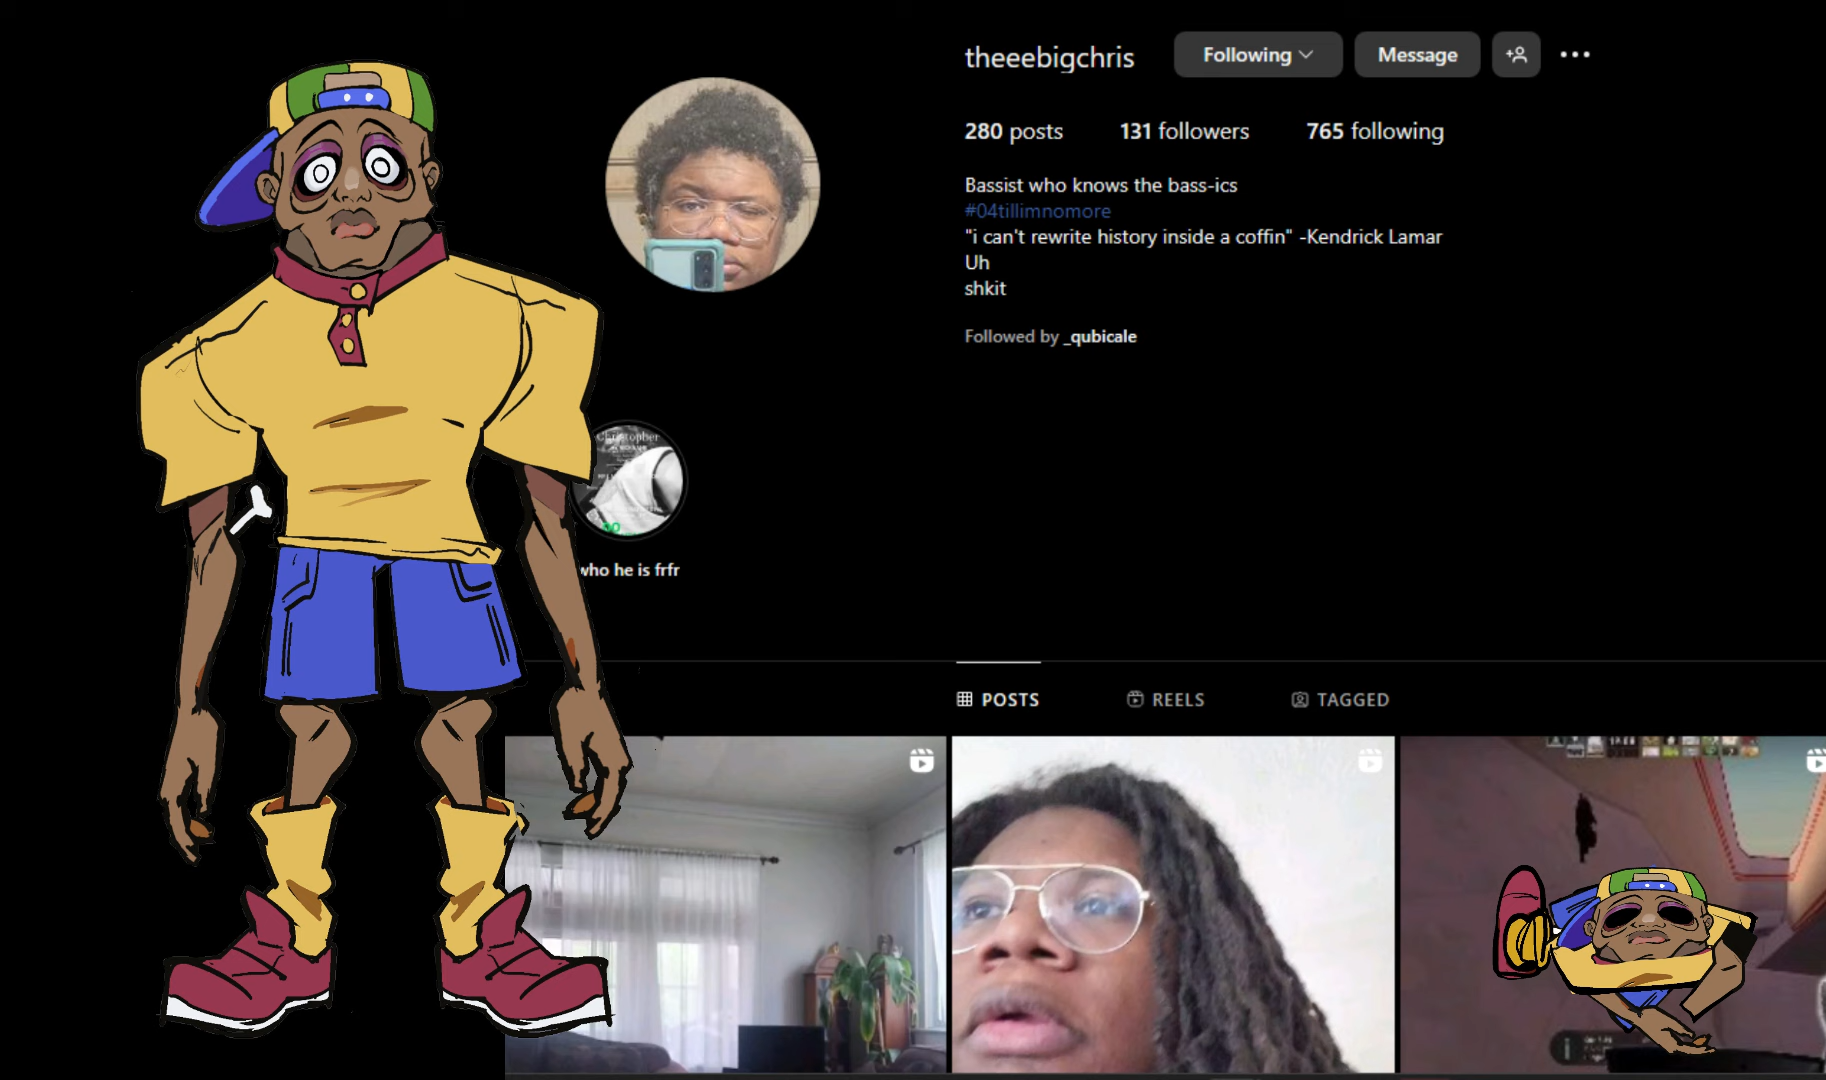 theeebigchris
Following
Message
280 posts
131 followers
765 following
Bassist who knows the bass-ics
#04tillimnomore
"i can't rewrite history inside a coffin" -Kendrick Lamar
Uh
shkit
Followed by _qubicale
who he is frfr
POSTS
REELS
TAGGED